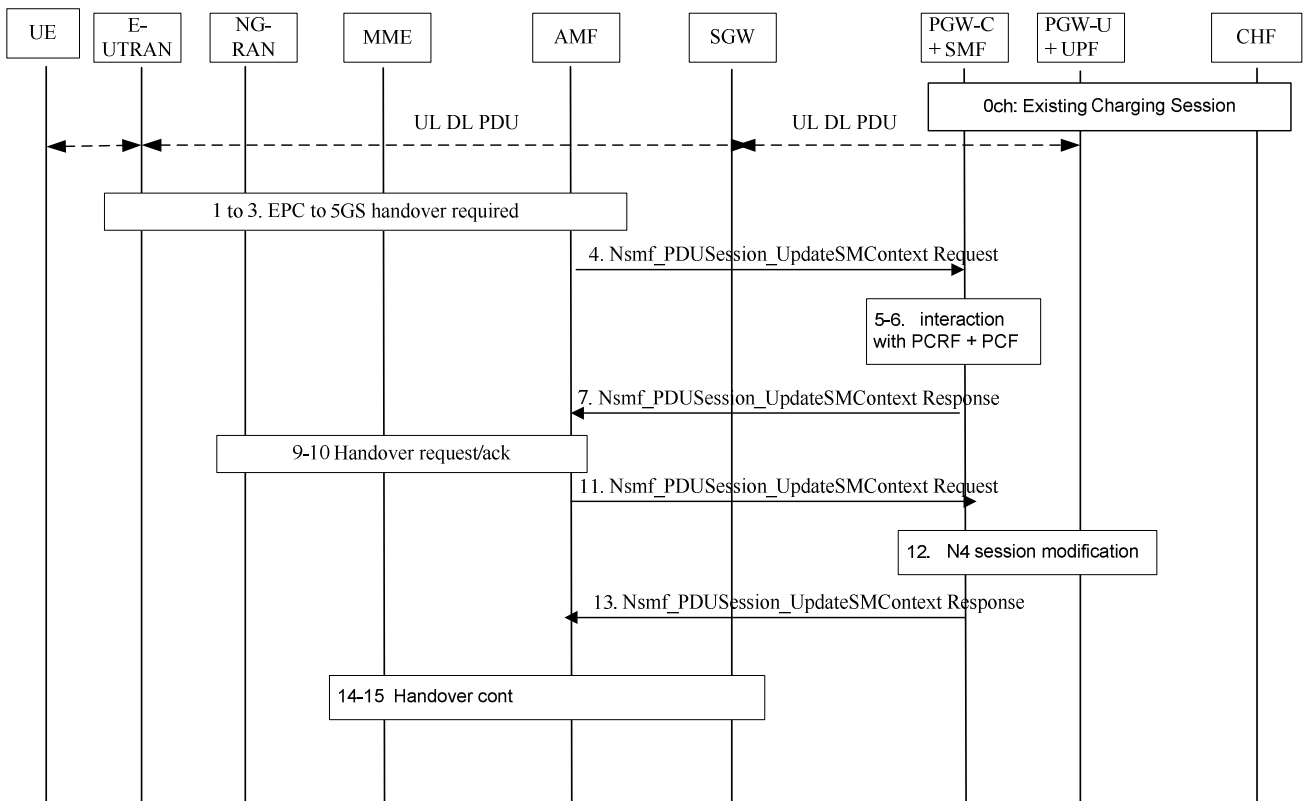 UE
E-
UTRAN
NG-
RAN
MME
AMF
SGW
PGW-C
+ SMF
PGW-U
+ UPF
CHF
0ch: Existing Charging Session
UL DL PDU
UL DL PDU
1 to 3. EPC to 5GS handover required
4. Nsmf_PDUSession_UpdateSMContext Request
5-6. interaction
with PCRF + PCF
7. Nsmf_PDUSession_UpdateSMContext Response
9-10 Handover request/ack
11. Nsmf_PDUSession_UpdateSMContext Request
12. N4 session modification
13. Nsmf_PDUSession_UpdateSMContext Response
14-15 Handover cont